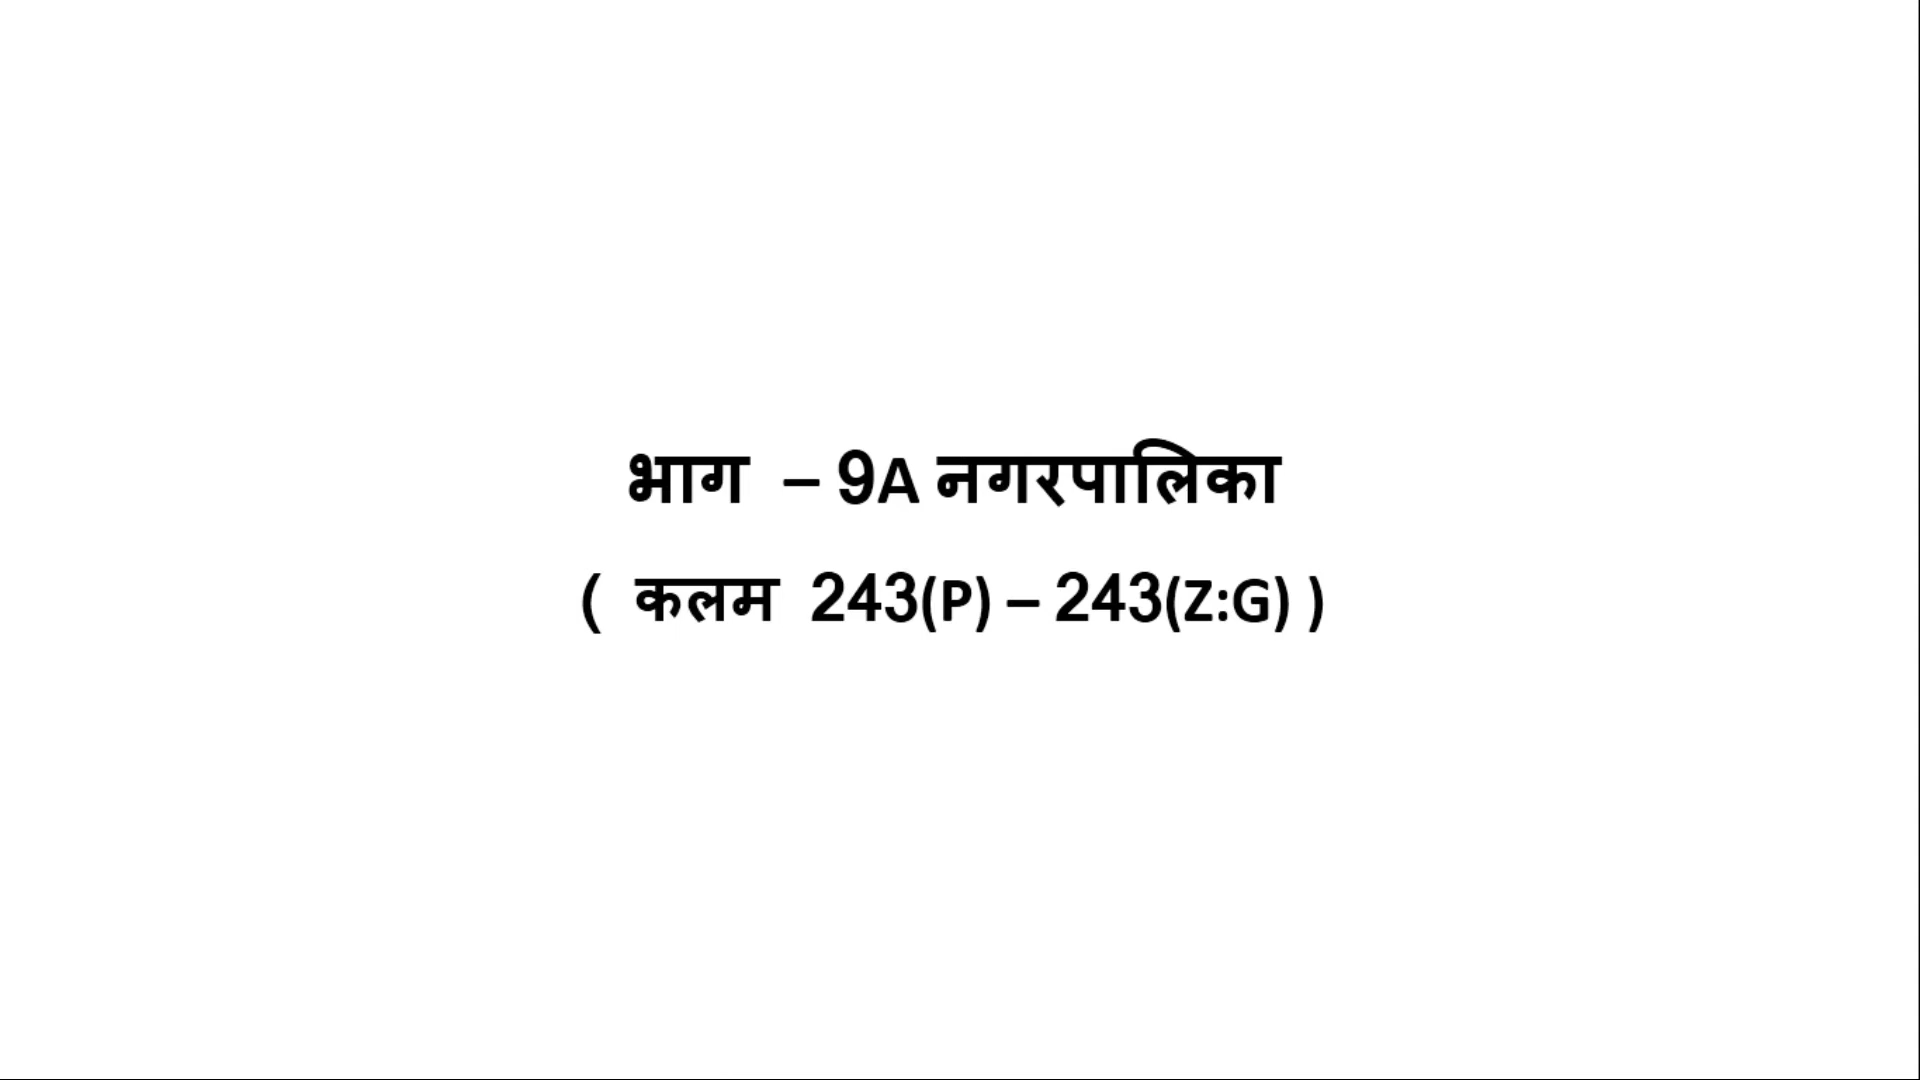 भाग – 9A नगरपालिका
( कलम 243(P) – 243(Z:G) )